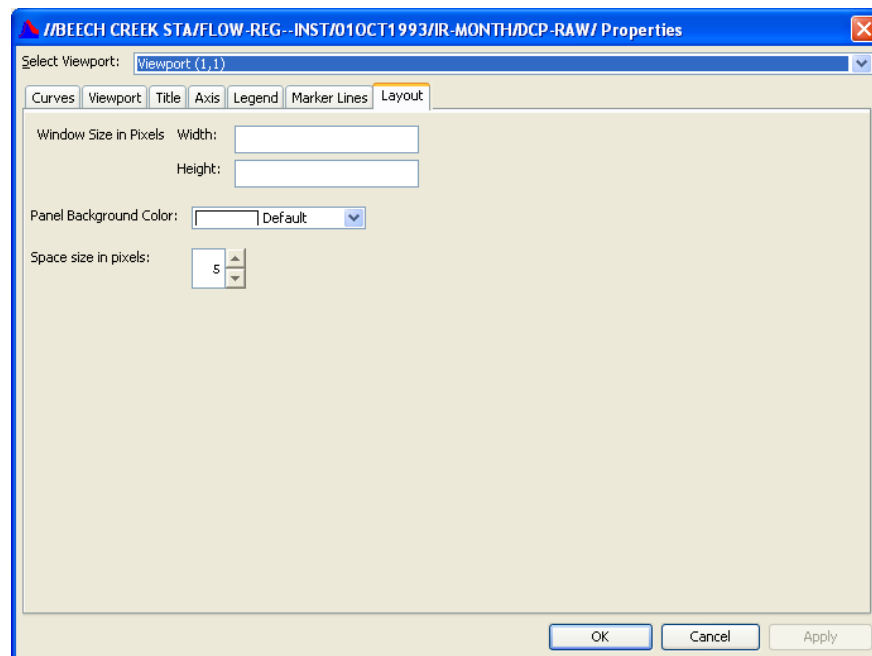 //BEECH CREEK STA/FLOW-REG--INST/01OCT1993/IR-MONTH/DCP-RAW/ Properties
Select Viewport: Viewport (1,1)
Curves Viewport Title Axis Legend Marker Lines Layout
Window Size in Pixels Width:
Height:
Panel Background Color: Default
Space size in pixels: 5
OK Cancel Apply